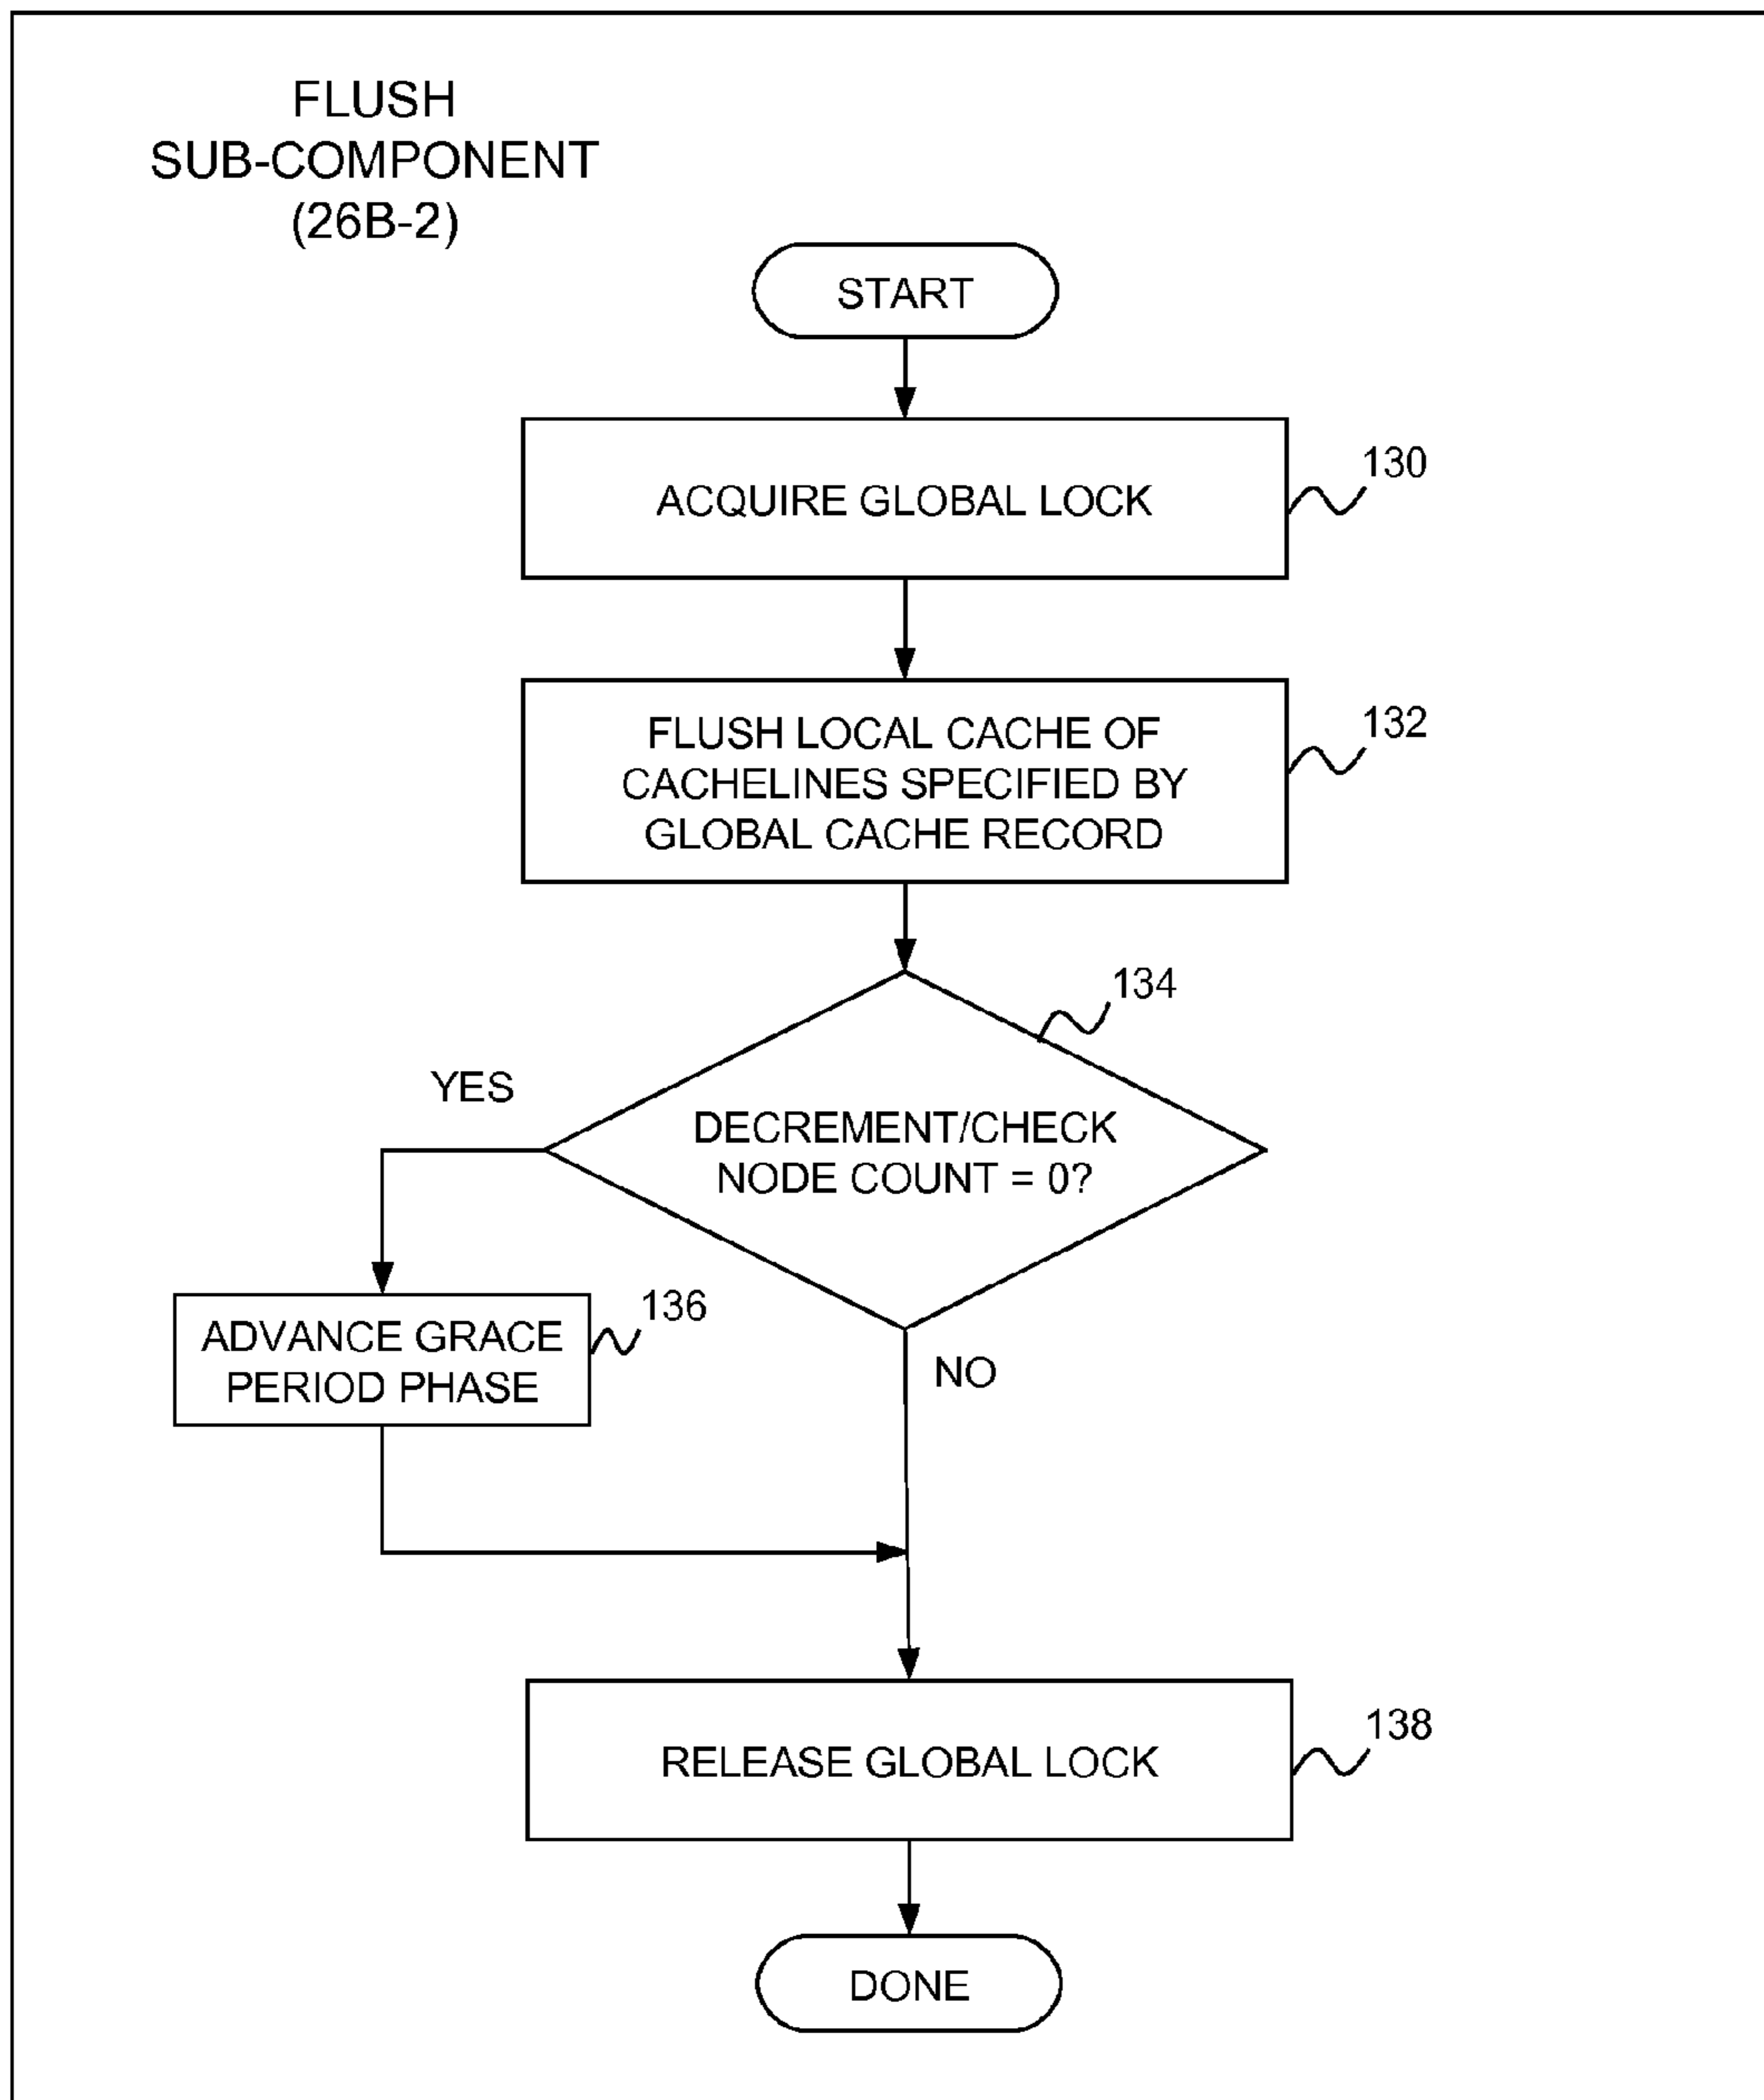 FLUSH
SUB-COMPONENT
(26B-2)
START
ACQUIRE GLOBAL LOCK
130
FLUSH LOCAL CACHE OF
CACHELINES SPECIFIED BY
GLOBAL CACHE RECORD
132
134
YES
DECREMENT/CHECK
NODE COUNT = 0?
ADVANCE GRACE
PERIOD PHASE
136
NO
RELEASE GLOBAL LOCK
138
DONE